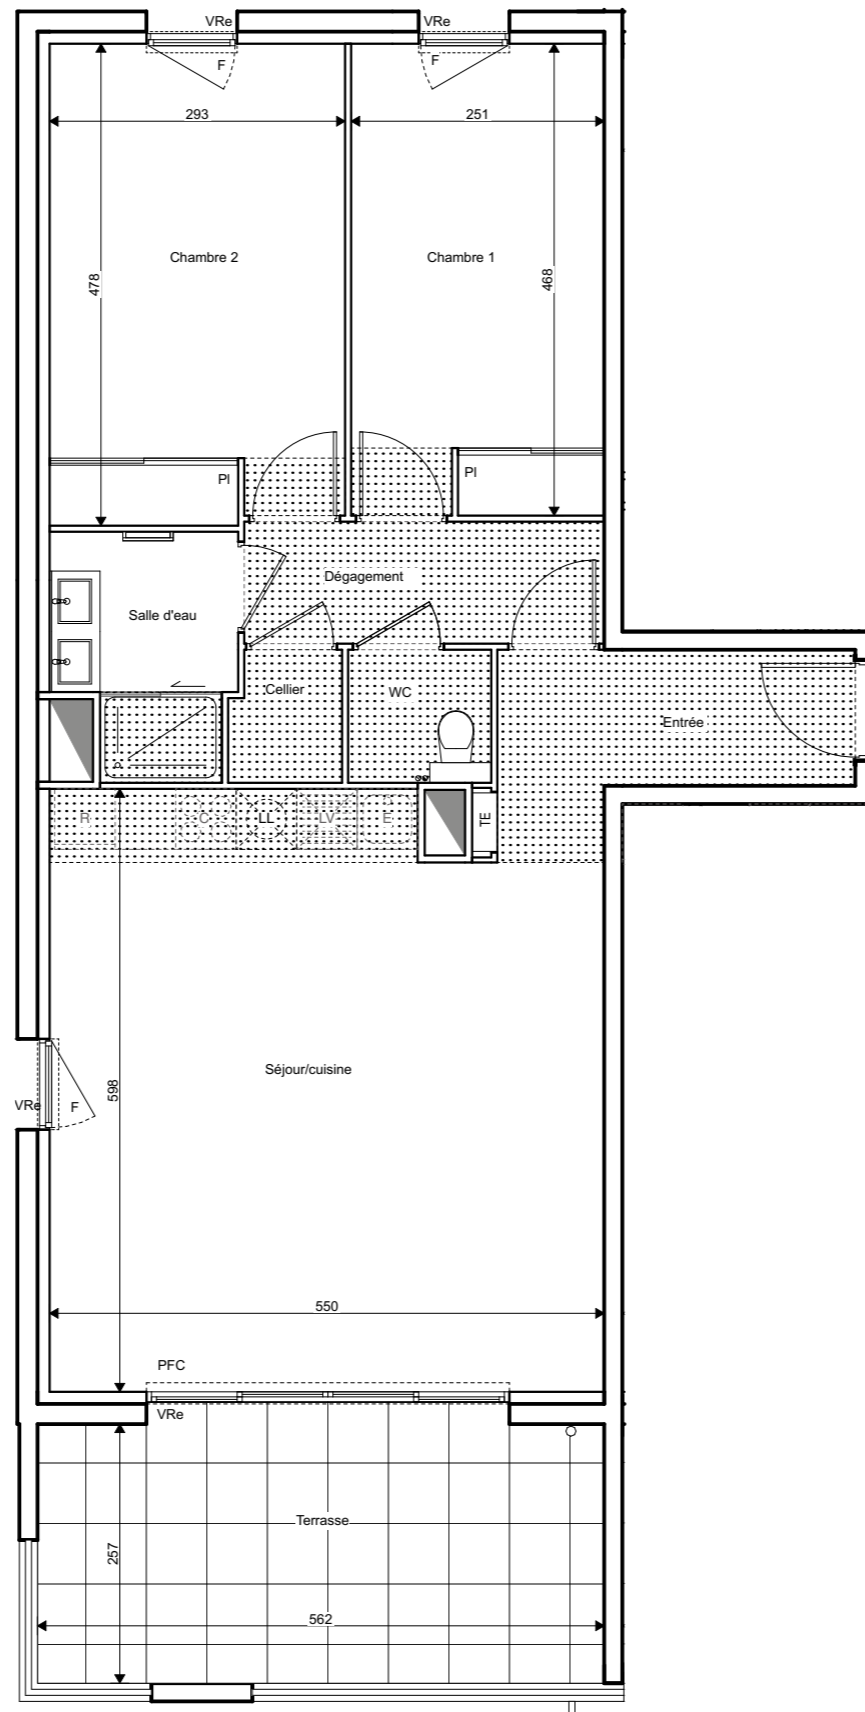 VRe
VRe
F
F
293
251
478
Chambre 2
Chambre 1
468
Pl
Pl
Dégagement
Salle d'eau
Cellier
WC
Entrée
R
C
LL
LV
E
TE
Séjour/cuisine
598
VRe
F
550
PFC
VRe
Terrasse
257
562